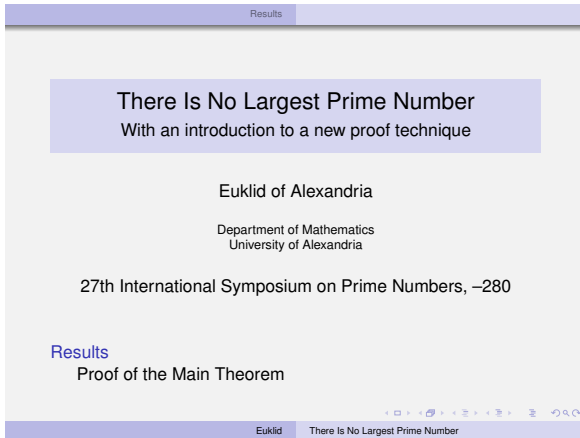 Results
There Is No Largest Prime Number
With an introduction to a new proof technique
Euklid of Alexandria
Department of Mathematics
University of Alexandria
27th International Symposium on Prime Numbers, –280
Results
Proof of the Main Theorem
Euklid There Is No Largest Prime Number